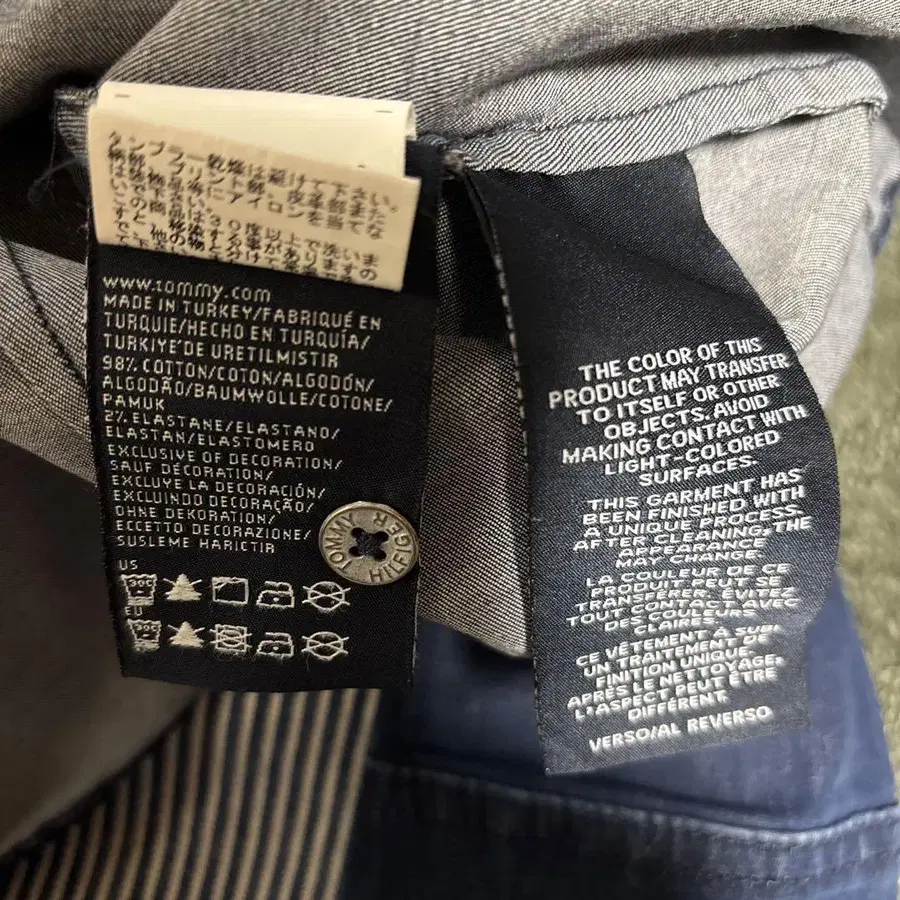 www.tommy.com
MADE IN TURKEY/FABRIQUÉ EN
TURQUIE/HECHO EN TURQUÍA/
TURKIYE'DE URETILMISTIR
98% COTTON/COTON/ALGODÓN/
ALGODÃO/BAUMWOLLE/COTONE/
PAMUK
2% ELASTANE/ELASTANO/
ELASTAN/ELASTOMERO
EXCLUSIVE OF DECORATION/
SAUF DÉCORATION/
EXCLUYE LA DECORACIÓN/
EXCLUINDO DECORAÇÃO/
OHNE DEKORATION/
ECCETTO DECORAZIONE/
SUSLEME HARICTIR
TOMMY
HILFIGER
US
30C
EU
30C
THE COLOR OF THIS
PRODUCT MAY TRANSFER
TO ITSELF OR OTHER
OBJECTS. AVOID
MAKING CONTACT WITH
LIGHT-COLORED
SURFACES.
THIS GARMENT HAS
BEEN FINISHED WITH
A UNIQUE PROCESS.
AFTER CLEANING, THE
APPEARANCE
MAY CHANGE.
LA COULEUR DE CE
PRODUIT PEUT SE
TRANSFÉRER. ÉVITEZ
TOUT CONTACT AVEC
DES COULEURS
CLAIRES.
CE VÊTEMENT A SUBI
UN TRAITEMENT DE
FINITION UNIQUE.
APRÈS LE NETTOYAGE,
L'ASPECT PEUT ÊTRE
DIFFÉRENT.
VERSO/AL REVERSO